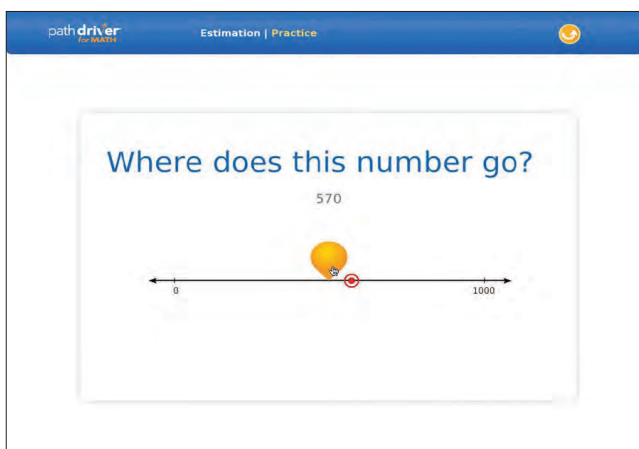 path driver
for MATH
Estimation | Practice
Where does this number go?
570
0
1000